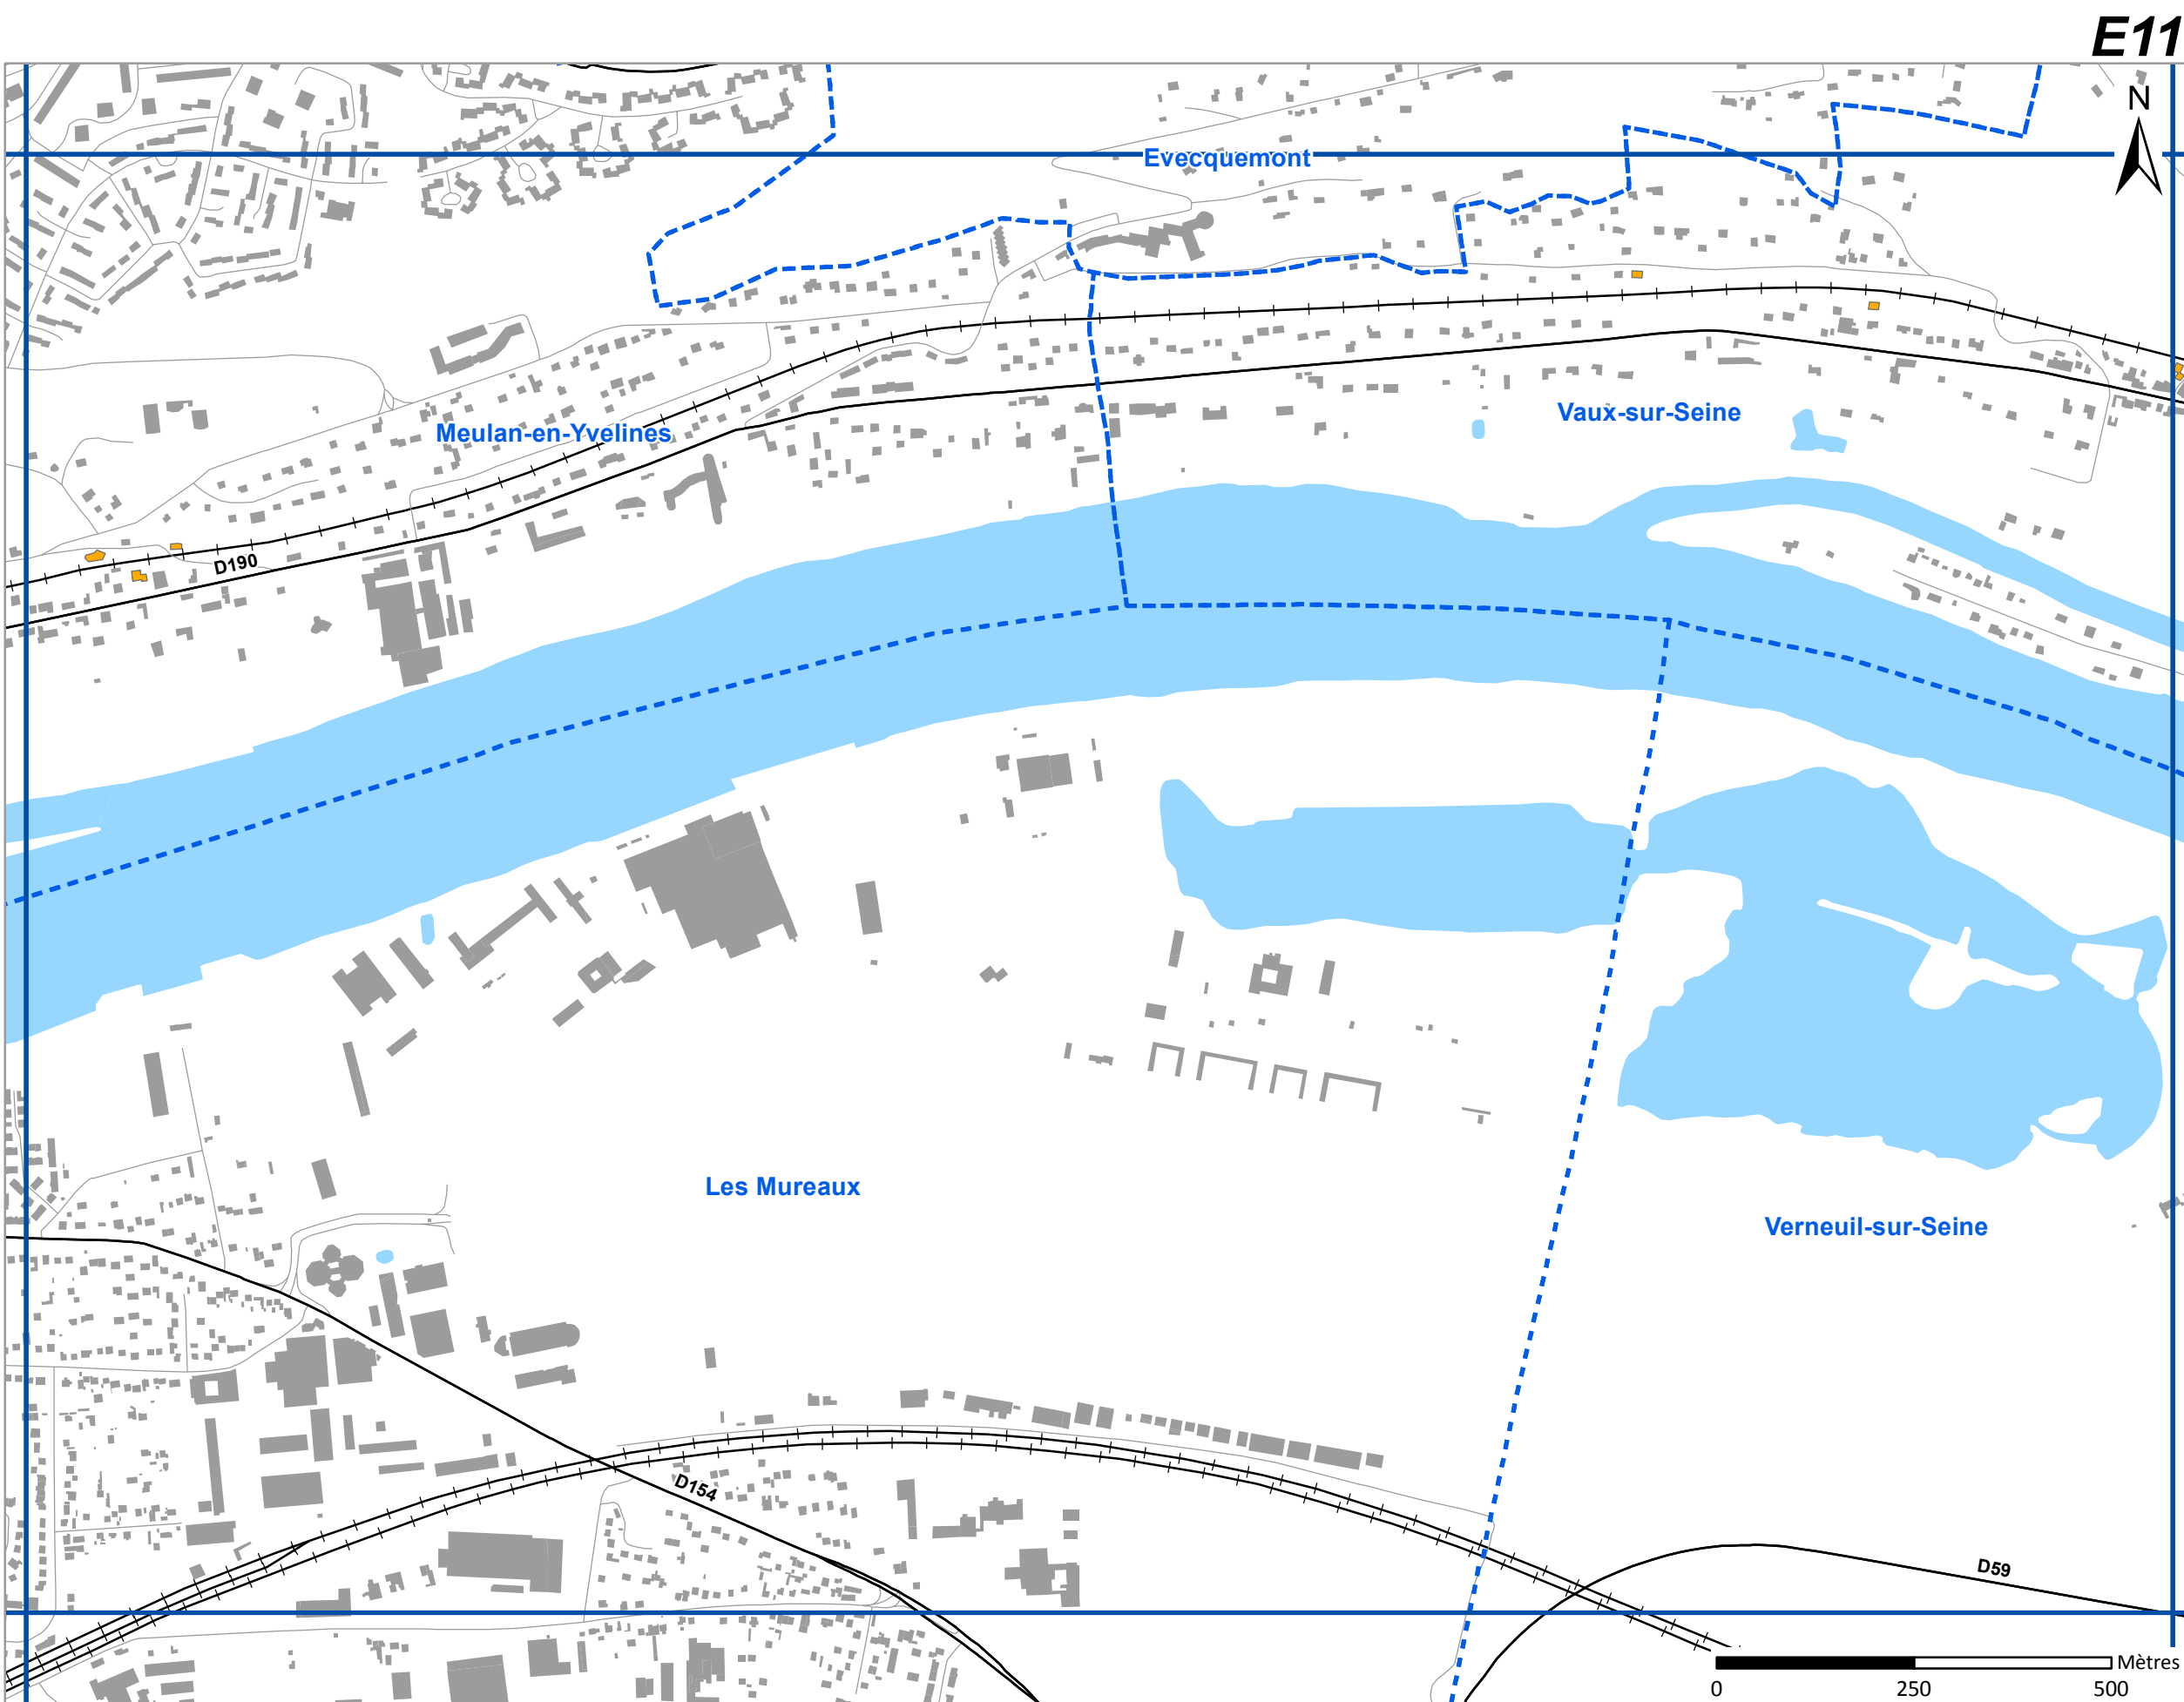 E11
N
Evecquemont
Vaux-sur-Seine
Meulan-en-Yvelines
D190
Les Mureaux
Verneuil-sur-Seine
D154
D59
Mètres
0 250 500